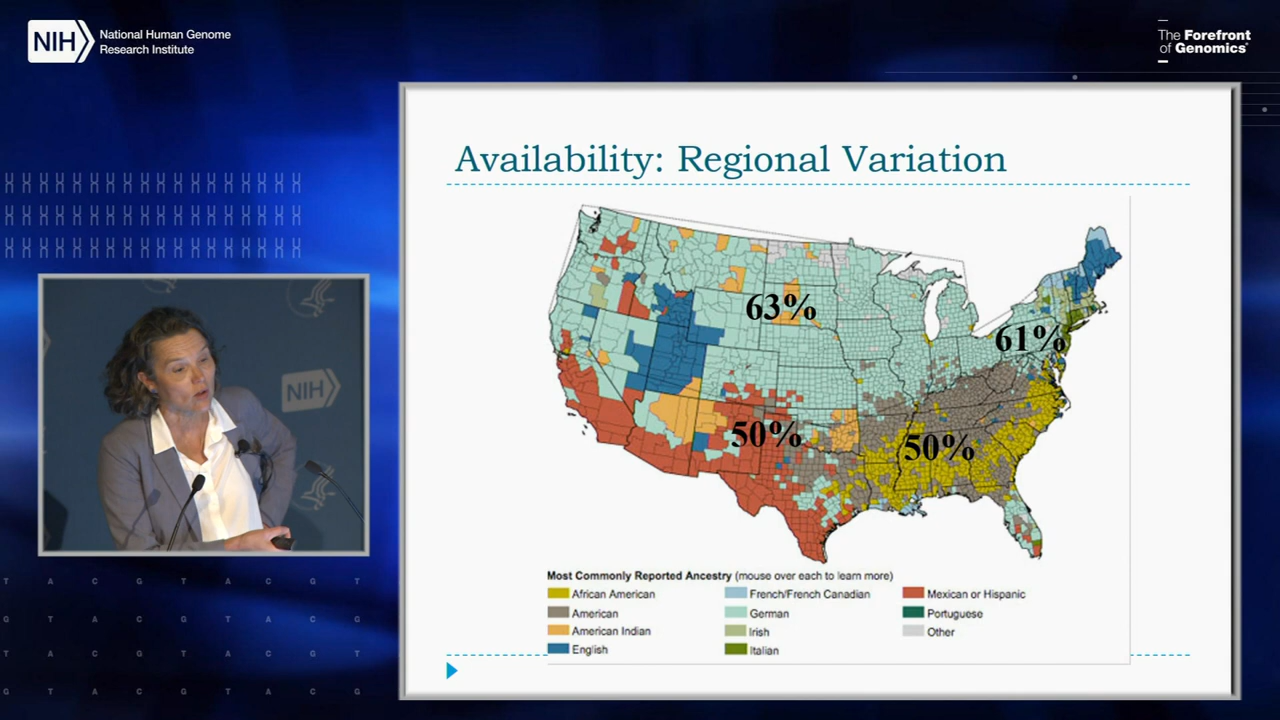 NIH
National Human Genome
Research Institute
The Forefront
of Genomics®
Availability: Regional Variation
63%
61%
50%
50%
NIH
Most Commonly Reported Ancestry (mouse over each to learn more)
African American
French/French Canadian
Mexican or Hispanic
American
German
Portuguese
American Indian
Irish
Other
English
Italian
T A C G T A C G T
G T A C G T A C G
T A C G T A C G T
G T A C G T A C G